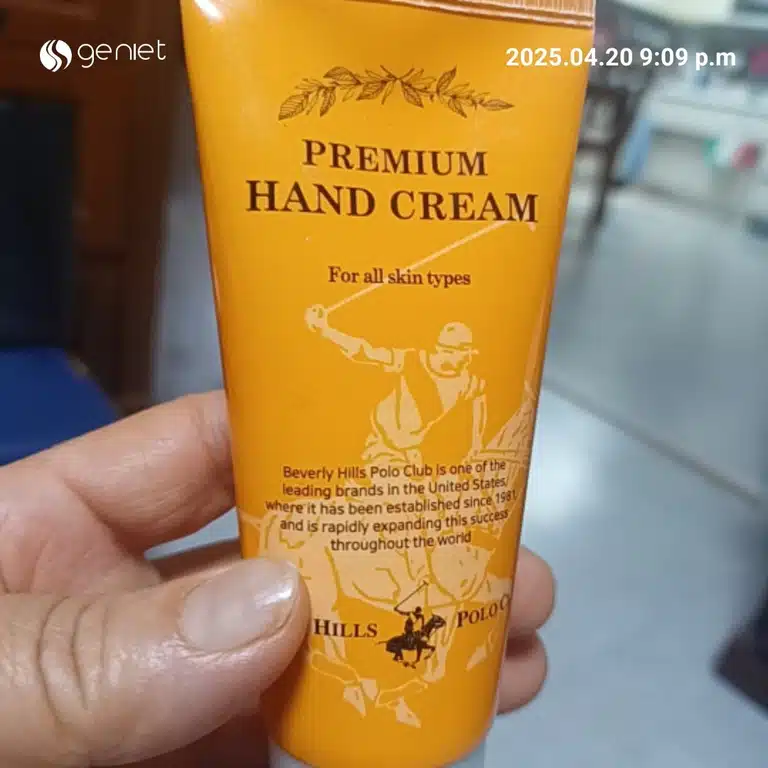 geniet
2025.04.20 9:09 p.m
PREMIUM
HAND CREAM
For all skin types
Beverly Hills Polo Club is one of the
leading brands in the United States,
where it has been established since 1981,
and is rapidly expanding this success
throughout the world
HILLS POLO C